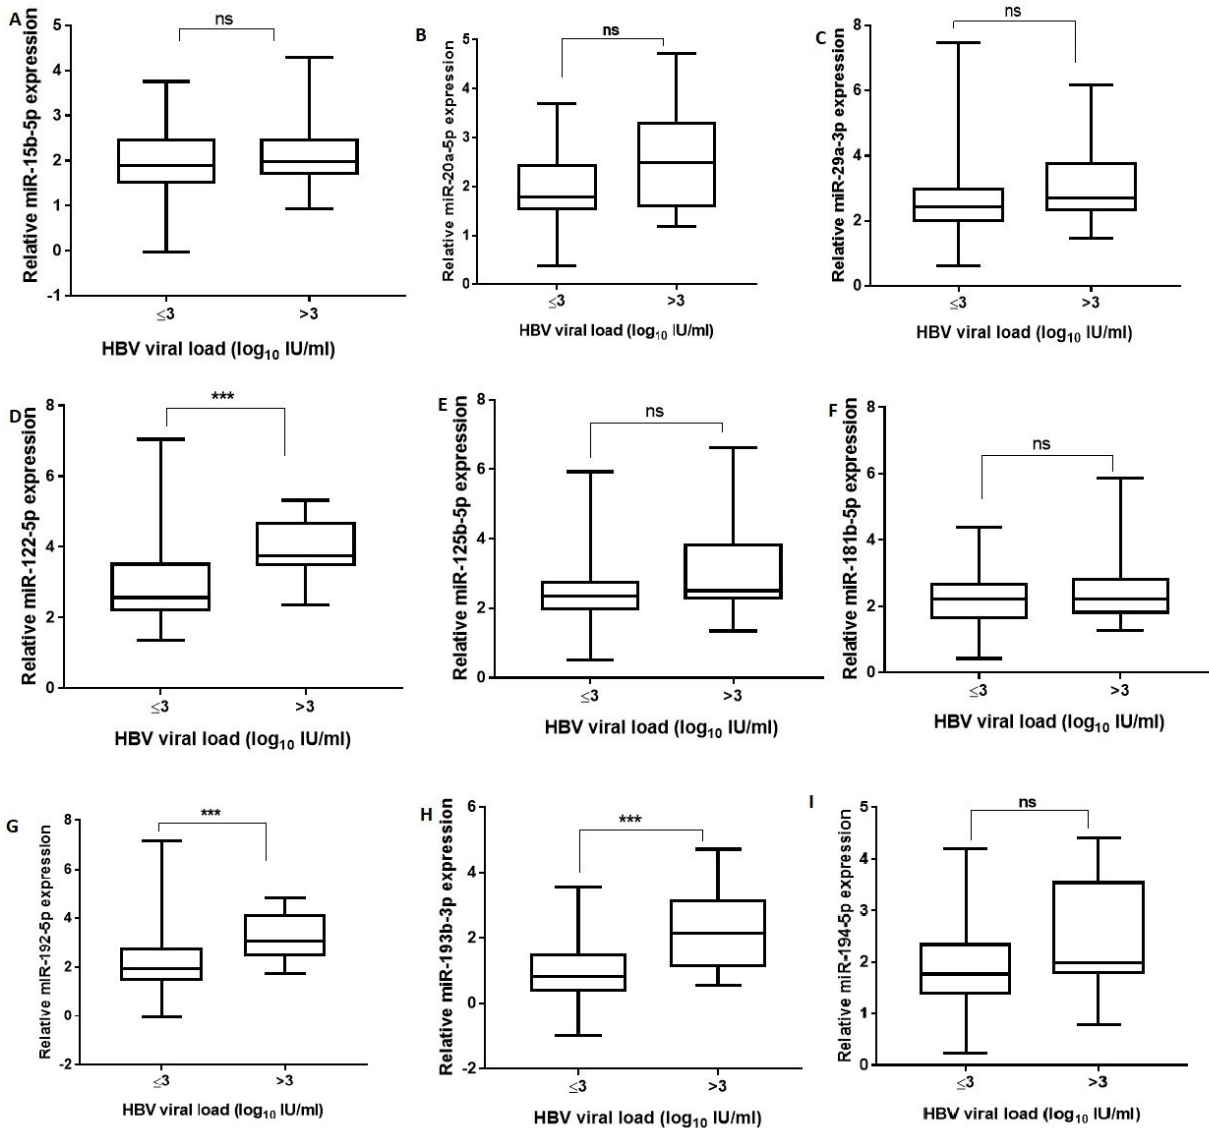 A
Relative miR-15b-5p expression
5
4
3
2
1
0
-1
ns
≤3
>3
HBV viral load (log10 IU/ml)
B
Relative miR-20a-5p expression
5
4
3
2
1
0
ns
≤3
>3
HBV viral load (log10 IU/ml)
C
Relative miR-29a-3p expression
8
6
4
2
0
ns
≤3
>3
HBV viral load (log10 IU/ml)
D
Relative miR-122-5p expression
8
6
4
2
0
***
≤3
>3
HBV viral load (log10 IU/ml)
E
Relative miR-125b-5p expression
8
6
4
2
0
ns
≤3
>3
HBV viral load (log10 IU/ml)
F
Relative miR-181b-5p expression
8
6
4
2
0
ns
≤3
>3
HBV viral load (log10 IU/ml)
G
Relative miR-192-5p expression
8
6
4
2
0
-2
***
≤3
>3
HBV viral load (log10 IU/ml)
H
Relative miR-193b-3p expression
6
4
2
0
-2
***
≤3
>3
HBV viral load (log10 IU/ml)
I
Relative miR-194-5p expression
5
4
3
2
1
0
ns
≤3
>3
HBV viral load (log10 IU/ml)